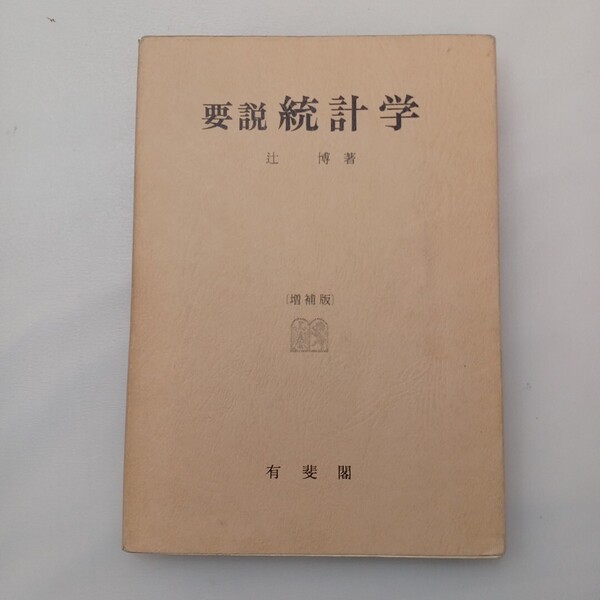 要説 統計学
辻 博 著
〔増補版〕
有斐閣